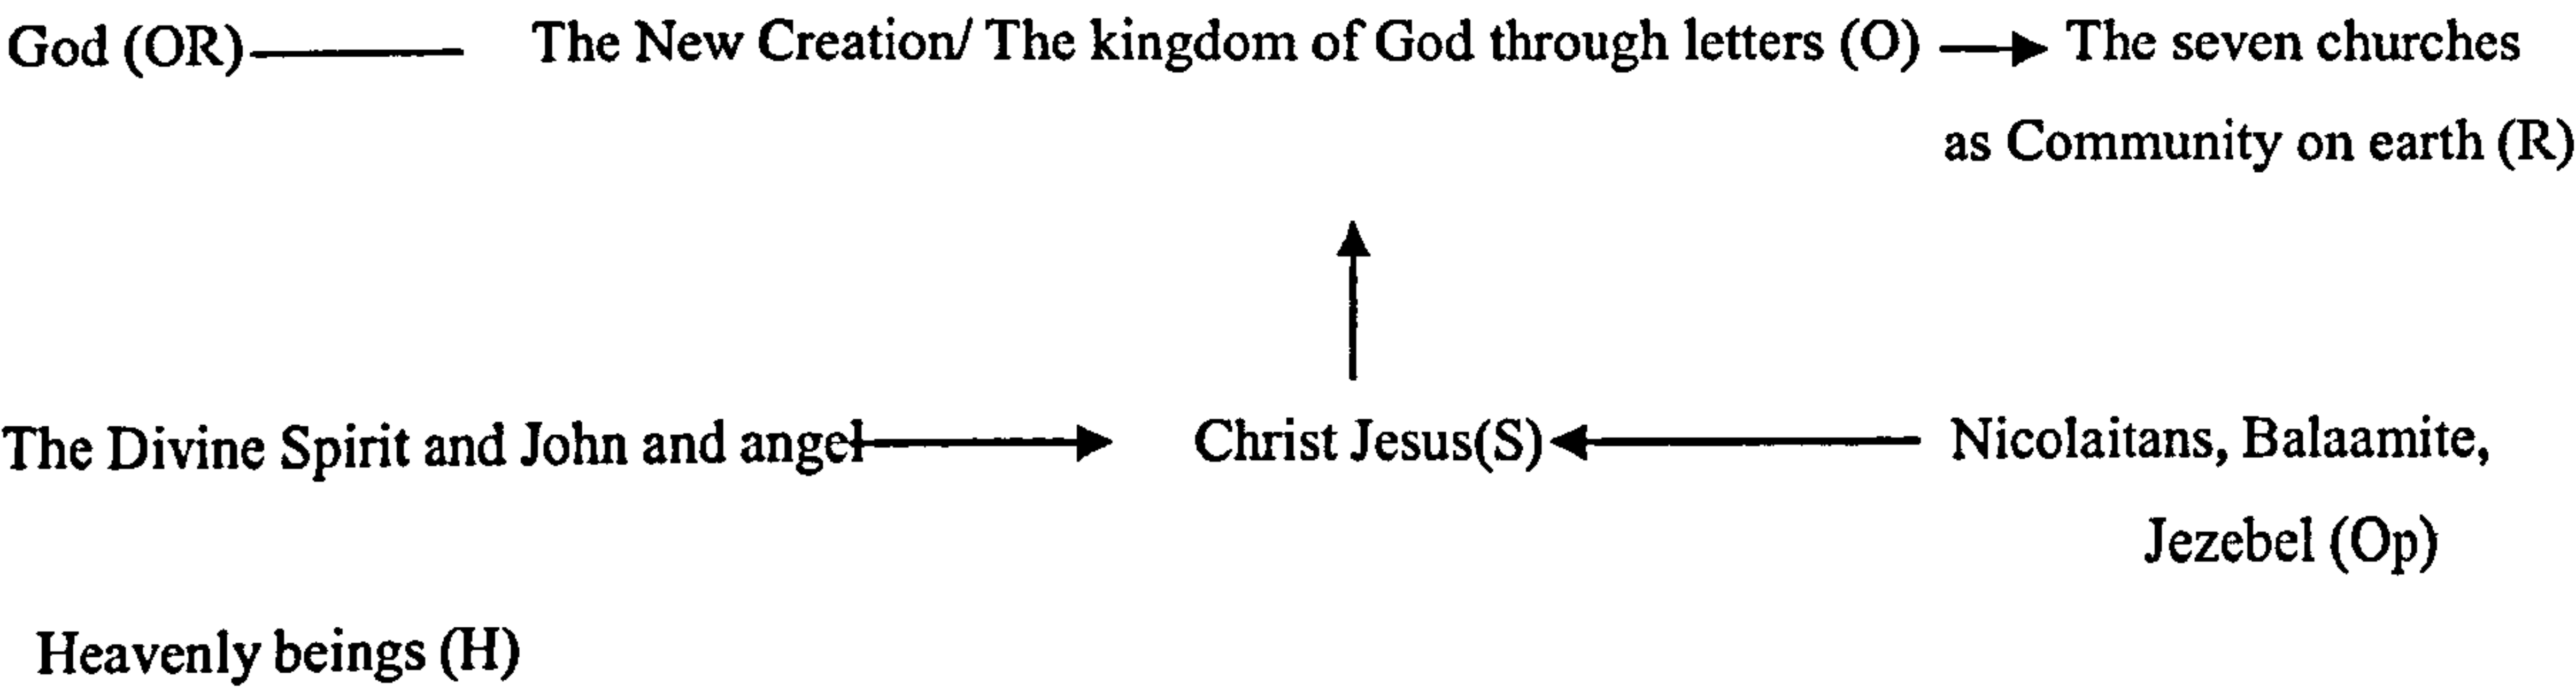 God (OR) The New Creation/ The kingdom of God through letters (O) The seven churches
as Community on earth (R)
The Divine Spirit and John and angel Christ Jesus(S) Nicolaitans, Balaamite,
Jezebel (Op)
Heavenly beings (H)